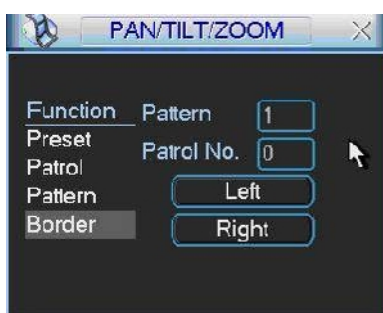 PAN/TILT/ZOOM
Function
Preset
Patrol
Pattern
Border
Pattern 1
Patrol No. 0
Left
Right